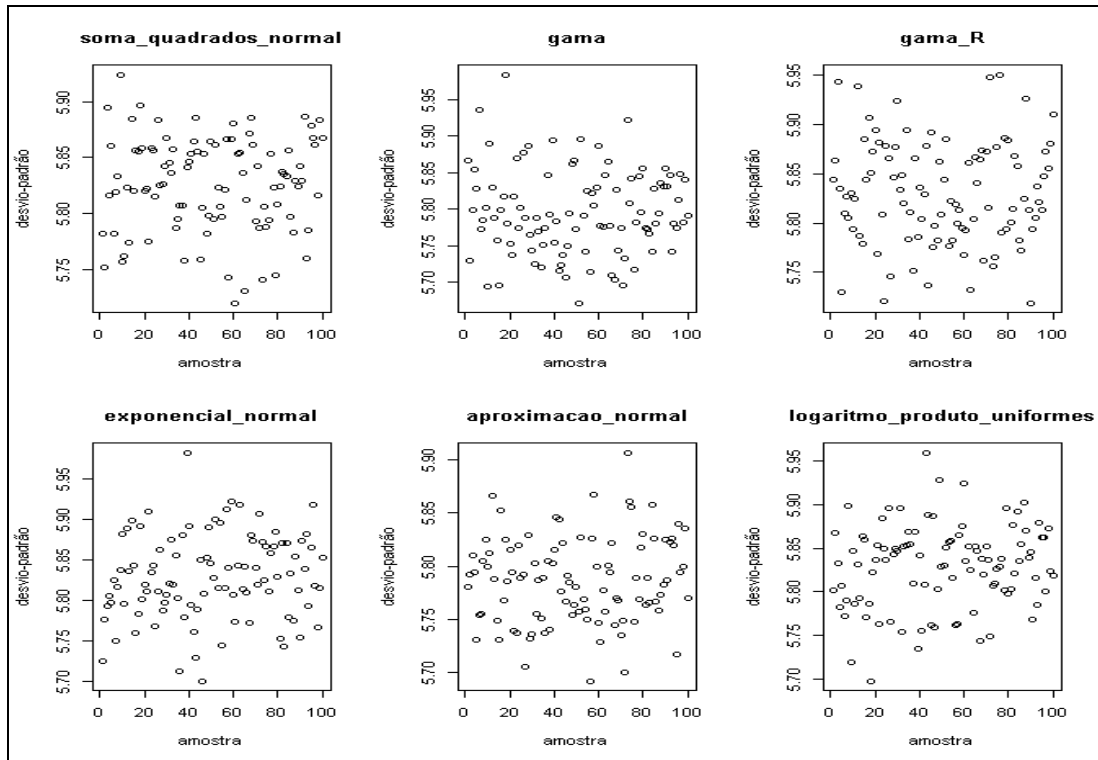 soma_quadrados_normal
desvio-padrão
5.90
5.85
5.80
5.75
0 20 40 60 80 100
amostra
gama
desvio-padrão
5.95
5.90
5.85
5.80
5.75
5.70
0 20 40 60 80 100
amostra
gama_R
desvio-padrão
5.95
5.90
5.85
5.80
5.75
0 20 40 60 80 100
amostra
exponencial_normal
desvio-padrão
5.95
5.90
5.85
5.80
5.75
5.70
0 20 40 60 80 100
amostra
aproximacao_normal
desvio-padrão
5.90
5.85
5.80
5.75
5.70
0 20 40 60 80 100
amostra
logaritmo_produto_uniformes
desvio-padrão
5.95
5.90
5.85
5.80
5.75
5.70
0 20 40 60 80 100
amostra